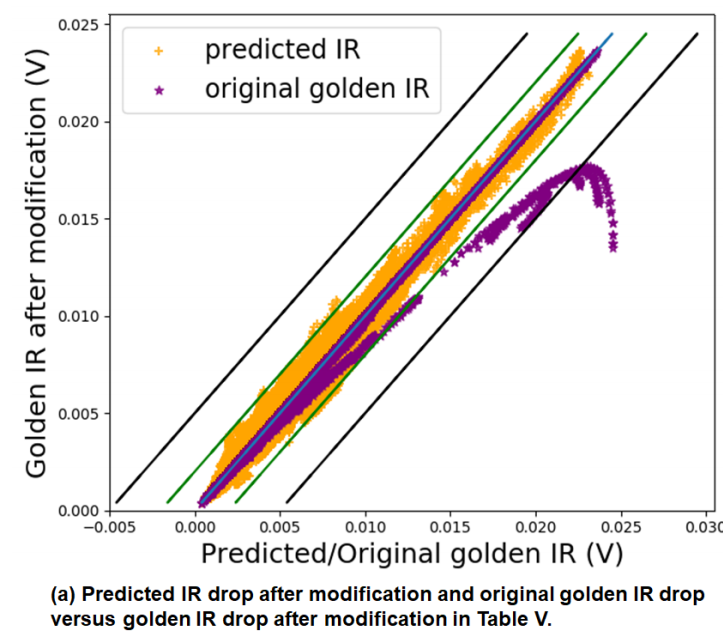 0.025
0.020
0.015
0.010
0.005
0.000
Golden IR after modification (V)
predicted IR
original golden IR
−0.005 0.000 0.005 0.010 0.015 0.020 0.025 0.030
Predicted/Original golden IR (V)
(a) Predicted IR drop after modification and original golden IR drop
versus golden IR drop after modification in Table V.